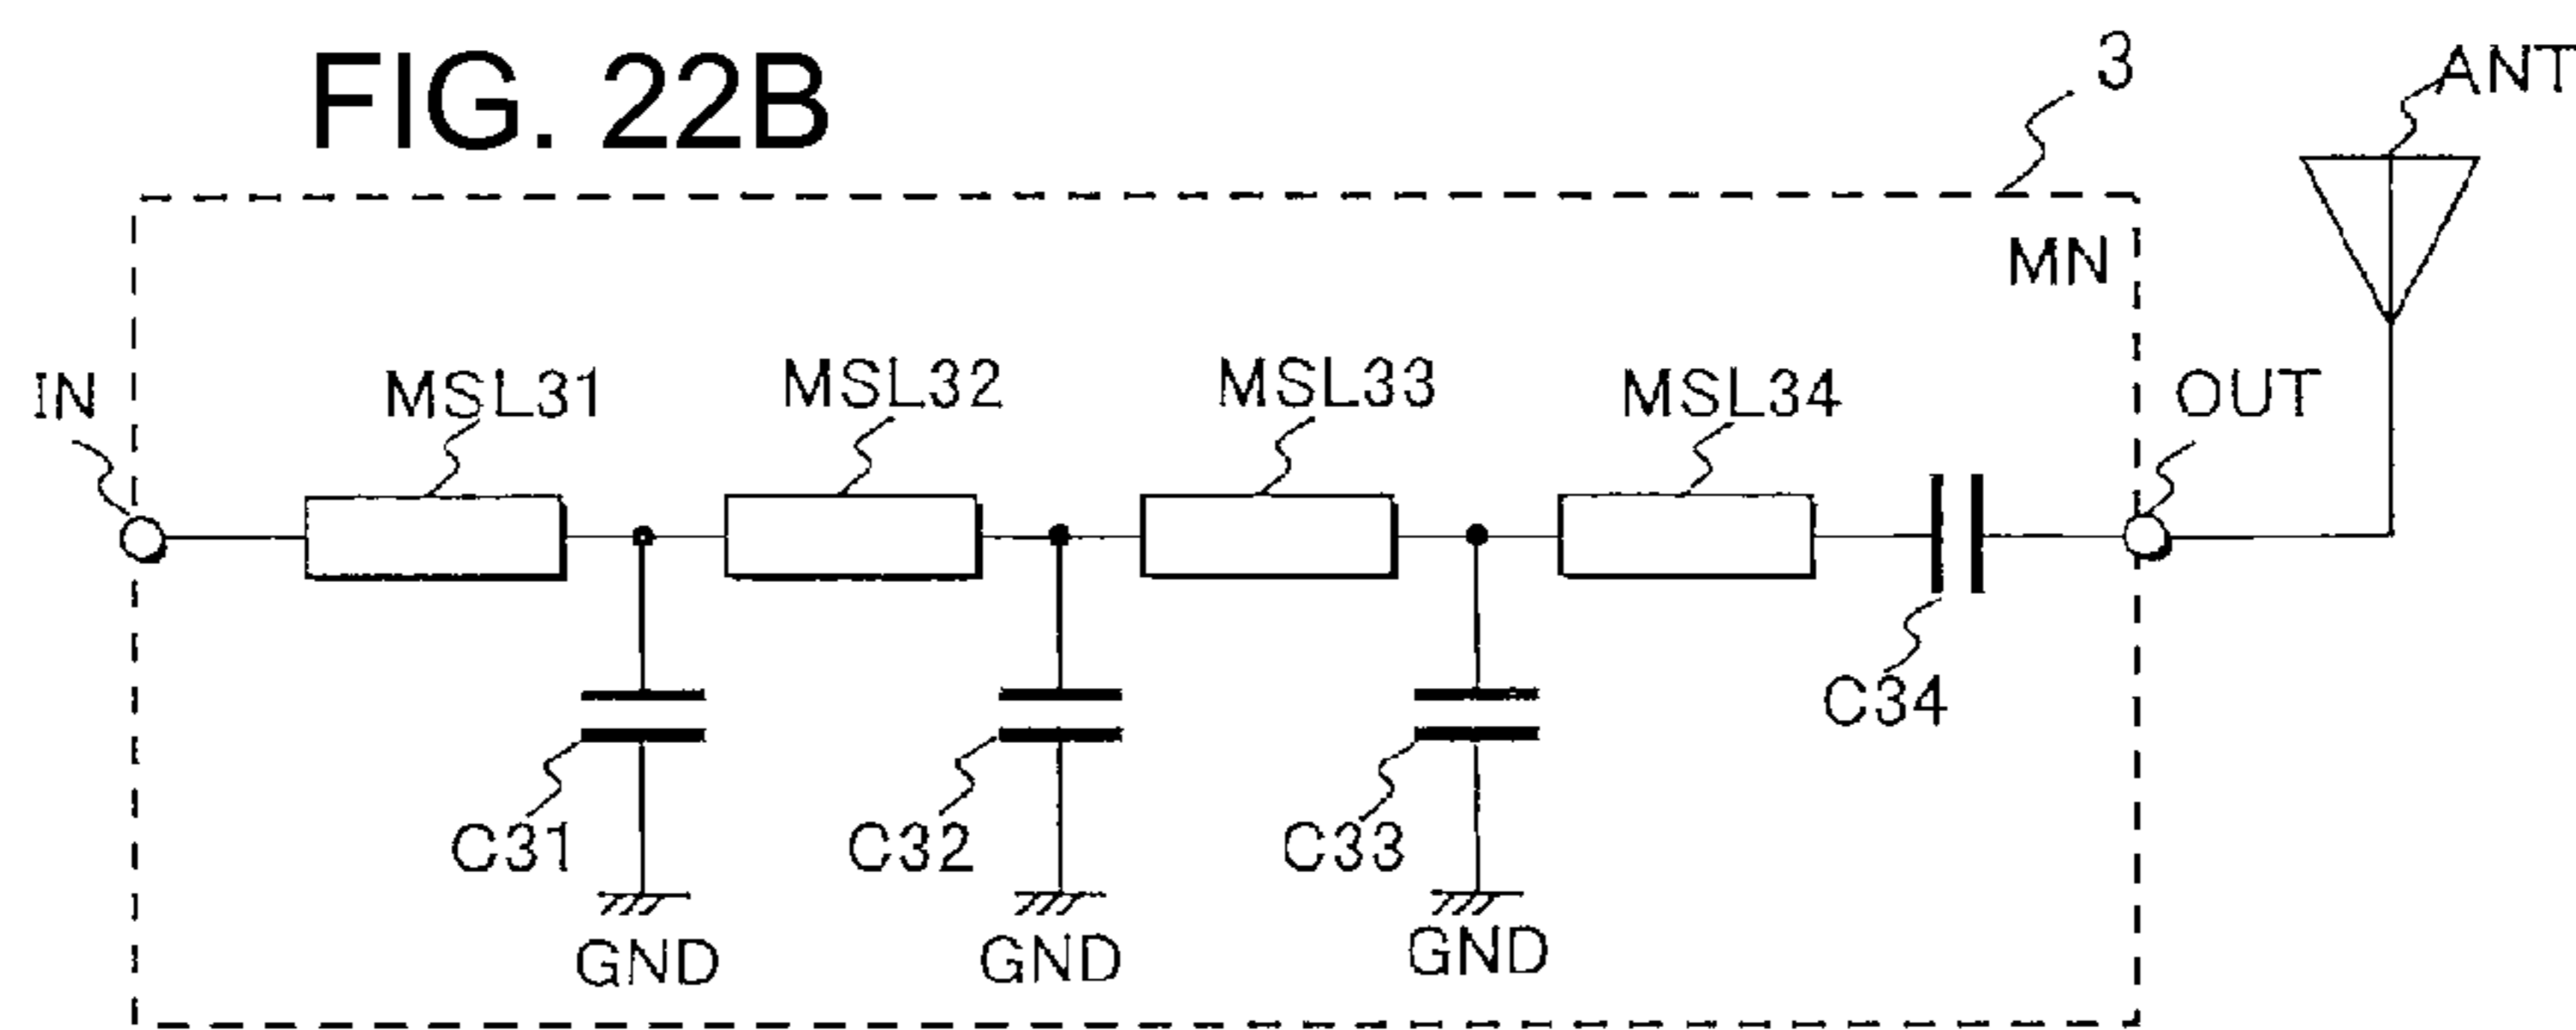 FIG. 22B
3
ANT
MN
IN
MSL31
MSL32
MSL33
MSL34
OUT
C34
C31
C32
C33
GND
GND
GND